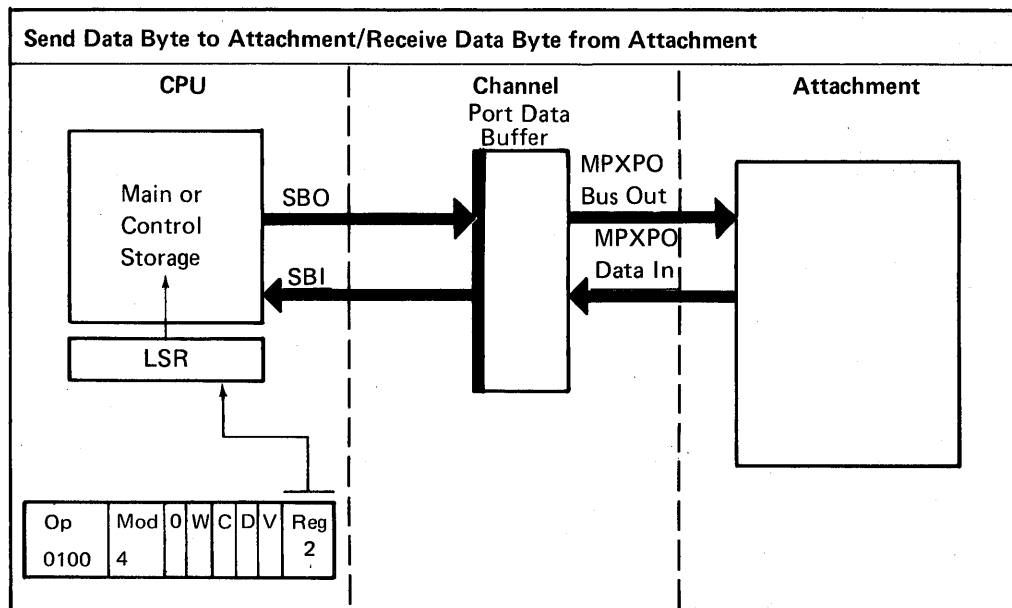 Send Data Byte to Attachment/Receive Data Byte from Attachment
CPU
Channel
Attachment
Port Data
Buffer
Main or
Control
Storage
SBO
MPXPO
Bus Out
SBI
MPXPO
Data In
LSR
Op Mod 0 W C D V Reg
0100 4 2